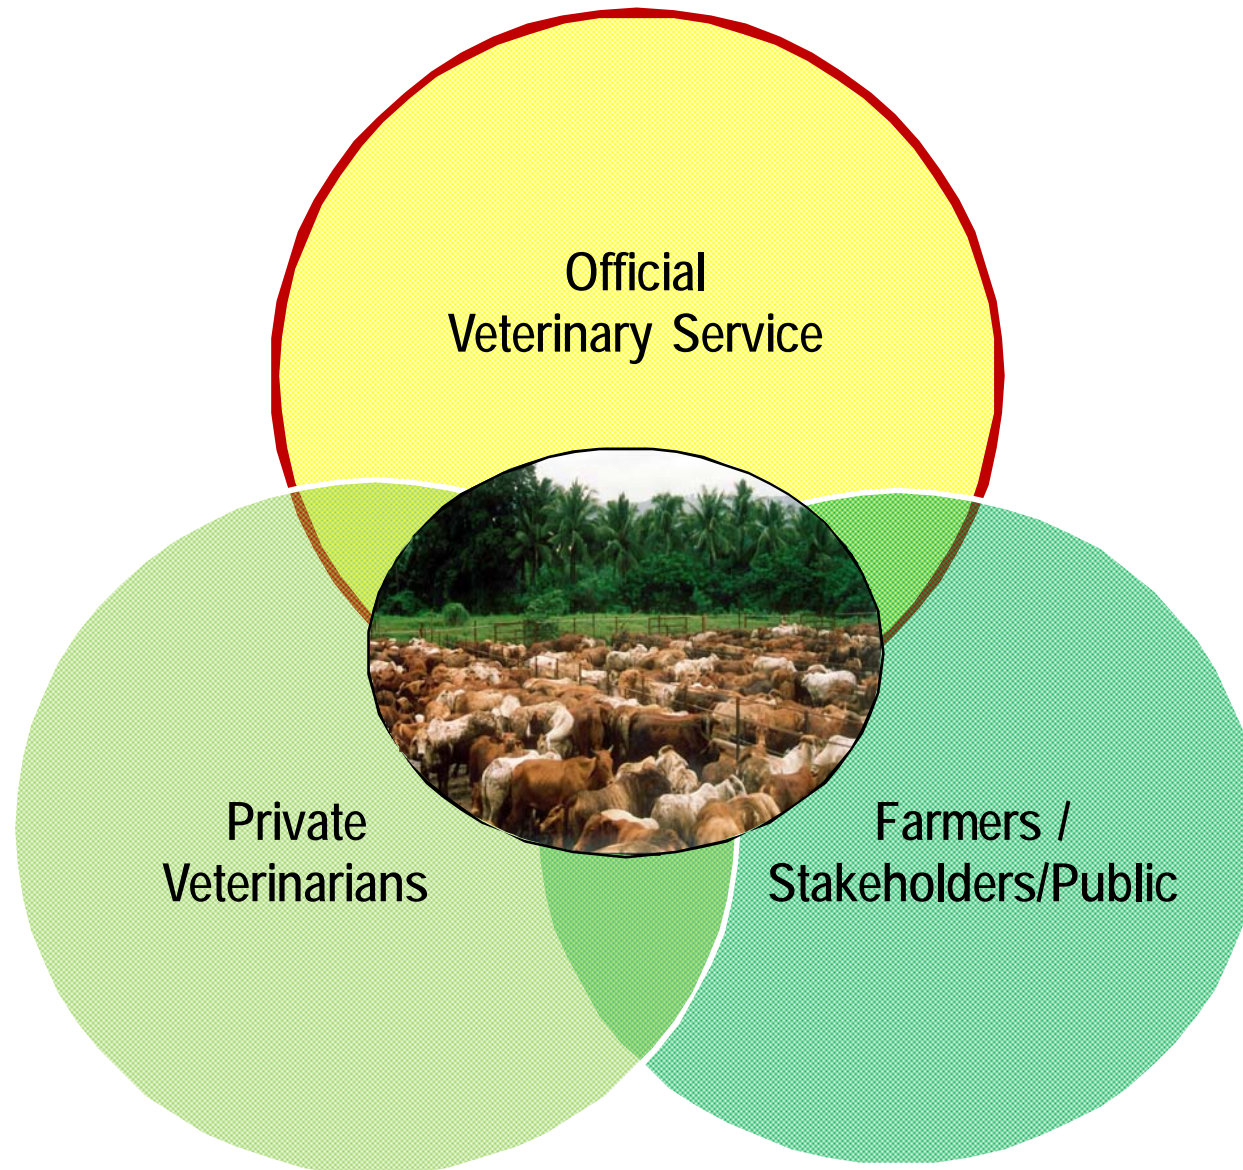 Official
Veterinary Service
Private
Veterinarians
Farmers /
Stakeholders/Public